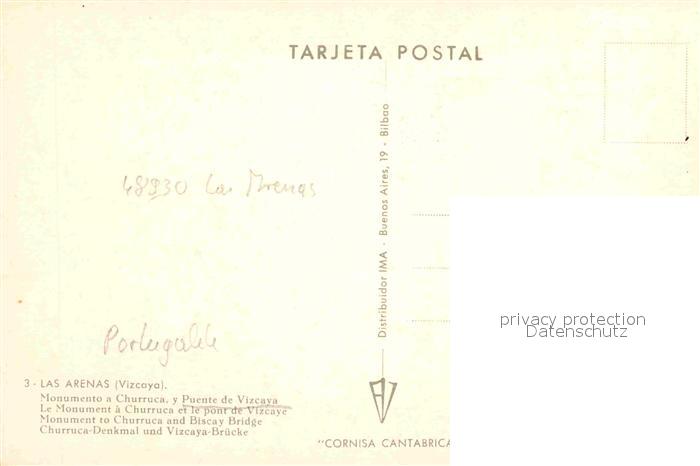 TARJETA POSTAL
48930 Las Arenas
Distribuidor IMA - Buenos Aires, 19 - Bilbao
privacy protection
Datenschutz
Portugalete
3 - LAS ARENAS (Vizcaya).
Monumento a Churruca, y Puente de Vizcaya
Le Monument à Churruca et le pont de Vizcaye
Monument to Churruca and Biscay Bridge
Churruca-Denkmal und Vizcaya-Brücke
"CORNISA CANTABRICA